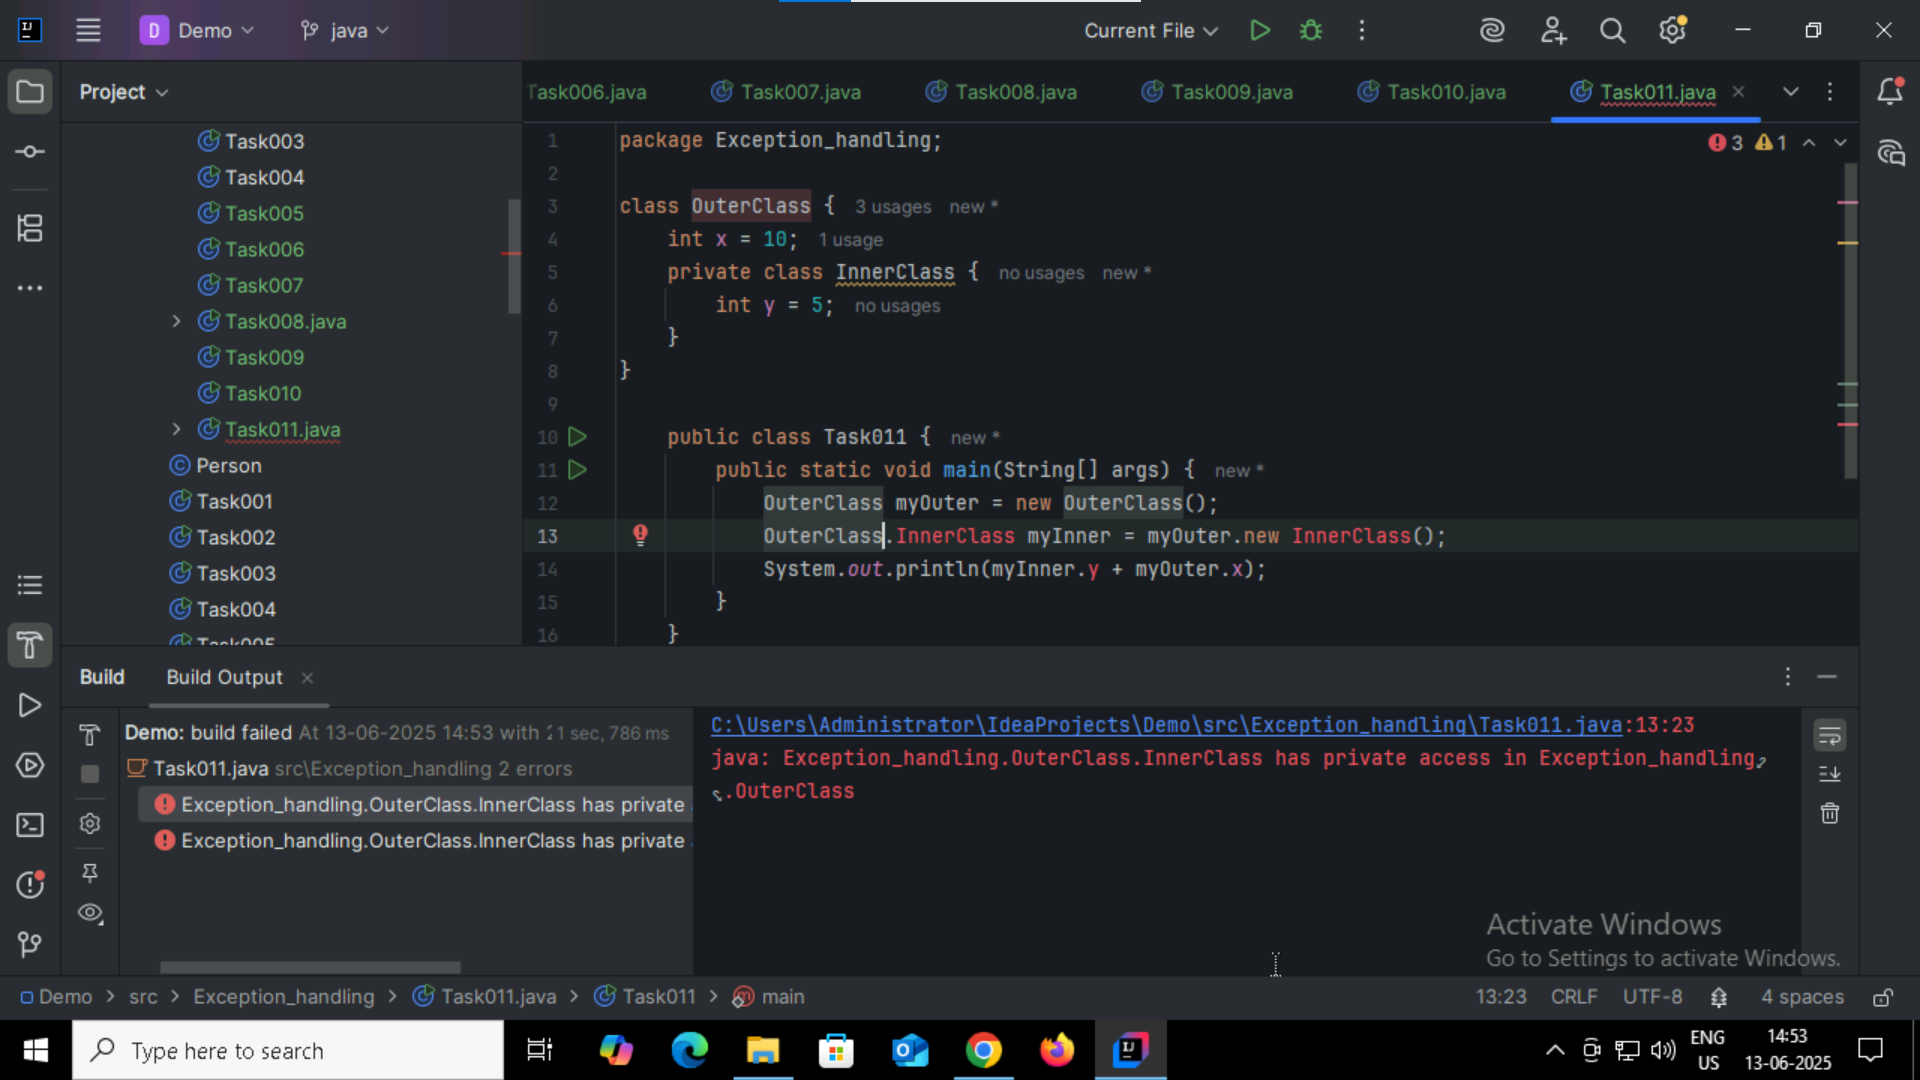 D Demo java Current File
Project
Task006.java Task007.java Task008.java Task009.java Task010.java Task011.java
Task003
Task004
Task005
Task006
Task007
Task008.java
Task009
Task010
Task011.java
Person
Task001
Task002
Task003
Task004
Task005
3 1
1 package Exception_handling;
2
3 class OuterClass { 3 usages new *
4 int x = 10; 1 usage
5 private class InnerClass { no usages new *
6 int y = 5; no usages
7 }
8 }
9
10 public class Task011 { new *
11 public static void main(String[] args) { new *
12 OuterClass myOuter = new OuterClass();
13 OuterClass.InnerClass myInner = myOuter.new InnerClass();
14 System.out.println(myInner.y + myOuter.x);
15 }
16 }
Build Build Output
Demo: build failed At 13-06-2025 14:53 with 1 sec, 786 ms
Task011.java src\Exception_handling 2 errors
Exception_handling.OuterClass.InnerClass has private
Exception_handling.OuterClass.InnerClass has private
C:\Users\Administrator\IdeaProjects\Demo\src\Exception_handling\Task011.java:13:23
java: Exception_handling.OuterClass.InnerClass has private access in Exception_handling
.OuterClass
Activate Windows
Go to Settings to activate Windows.
Demo > src > Exception_handling > Task011.java > Task011 > main 13:23 CRLF UTF-8 4 spaces
Type here to search
ENG
US
14:53
13-06-2025